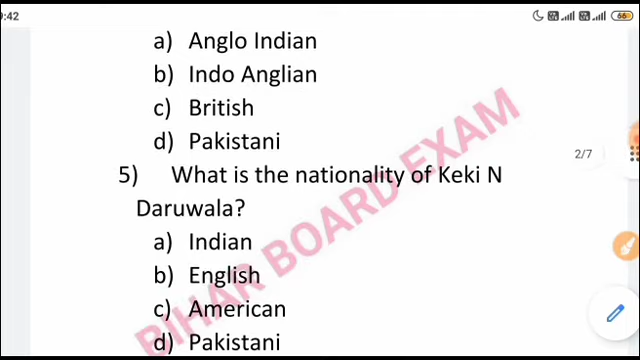 :42
66
a) Anglo Indian
b) Indo Anglian
c) British
d) Pakistani
2/7
5) What is the nationality of Keki N
Daruwala?
a) Indian
b) English
c) American
d) Pakistani
BIHAR BOARD EXAM